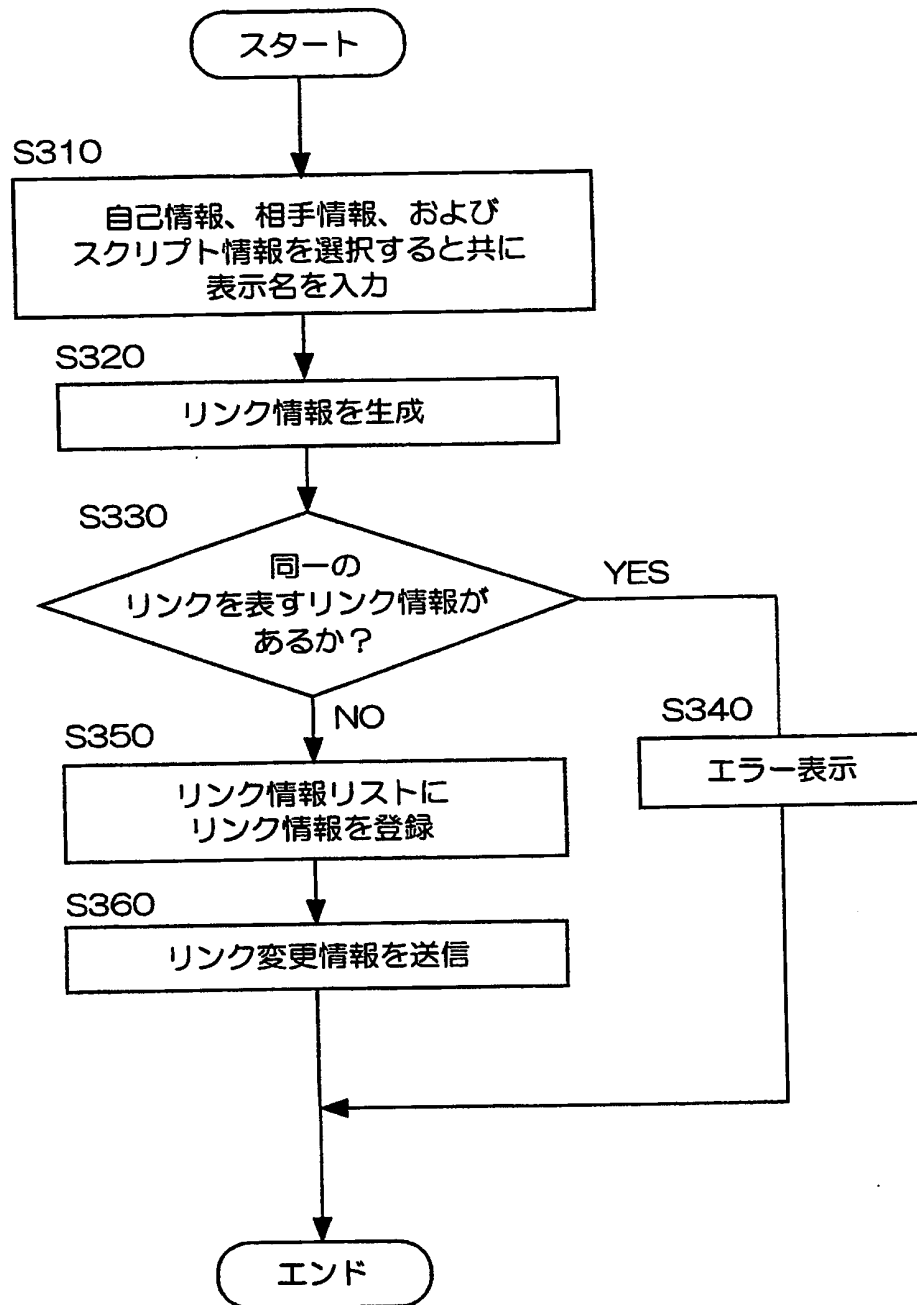 スタート
S310
自己情報、相手情報、および
スクリプト情報を選択すると共に
表示名を入力
S320
リンク情報を生成
S330
同一の
リンクを表すリンク情報が
あるか？
YES
NO
S340
エラー表示
S350
リンク情報リストに
リンク情報を登録
S360
リンク変更情報を送信
エンド